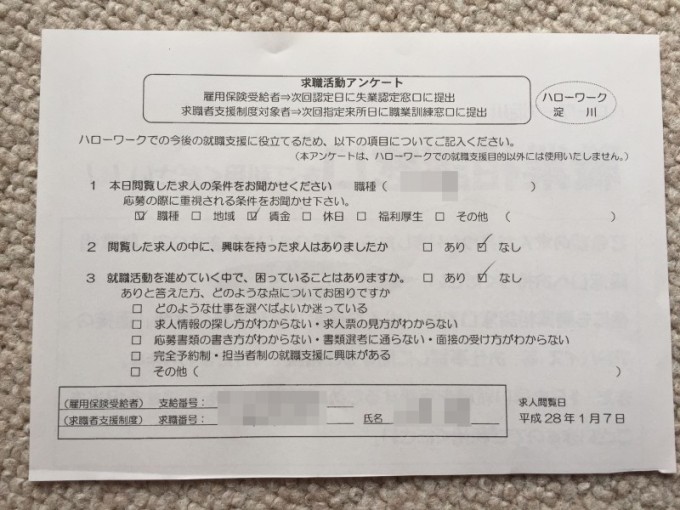 求職活動アンケート
雇用保険受給者⇒次回認定日に失業認定窓口に提出
求職者支援制度対象者⇒次回指定来所日に職業訓練窓口に提出
ハローワーク
淀 川
ハローワークでの今後の就職支援に役立てるため、以下の項目についてご記入ください。
(本アンケートは、ハローワークでの就職支援目的以外には使用いたしません。)
1 本日閲覧した求人の条件をお聞かせください 職種( )
応募の際に重視される条件をお聞かせ下さい。
☑ 職種 □ 地域 ☑ 賃金 □ 休日 □ 福利厚生 □ その他 ( )
2 閲覧した求人の中に、興味を持った求人はありましたか □ あり ☑ なし
3 就職活動を進めていく中で、困っていることはありますか。 □ あり ☑ なし
ありと答えた方、どのような点についてお困りですか
□ どのような仕事を選べばよいか迷っている
□ 求人情報の探し方がわからない・求人票の見方がわからない
□ 応募書類の書き方がわからない・書類選考に通らない・面接の受け方がわからない
□ 完全予約制・担当者制の就職支援に興味がある
□ その他( )
(雇用保険受給者) 支給番号:
(求職者支援制度) 求職番号: 氏名
求人閲覧日
平成28年1月7日